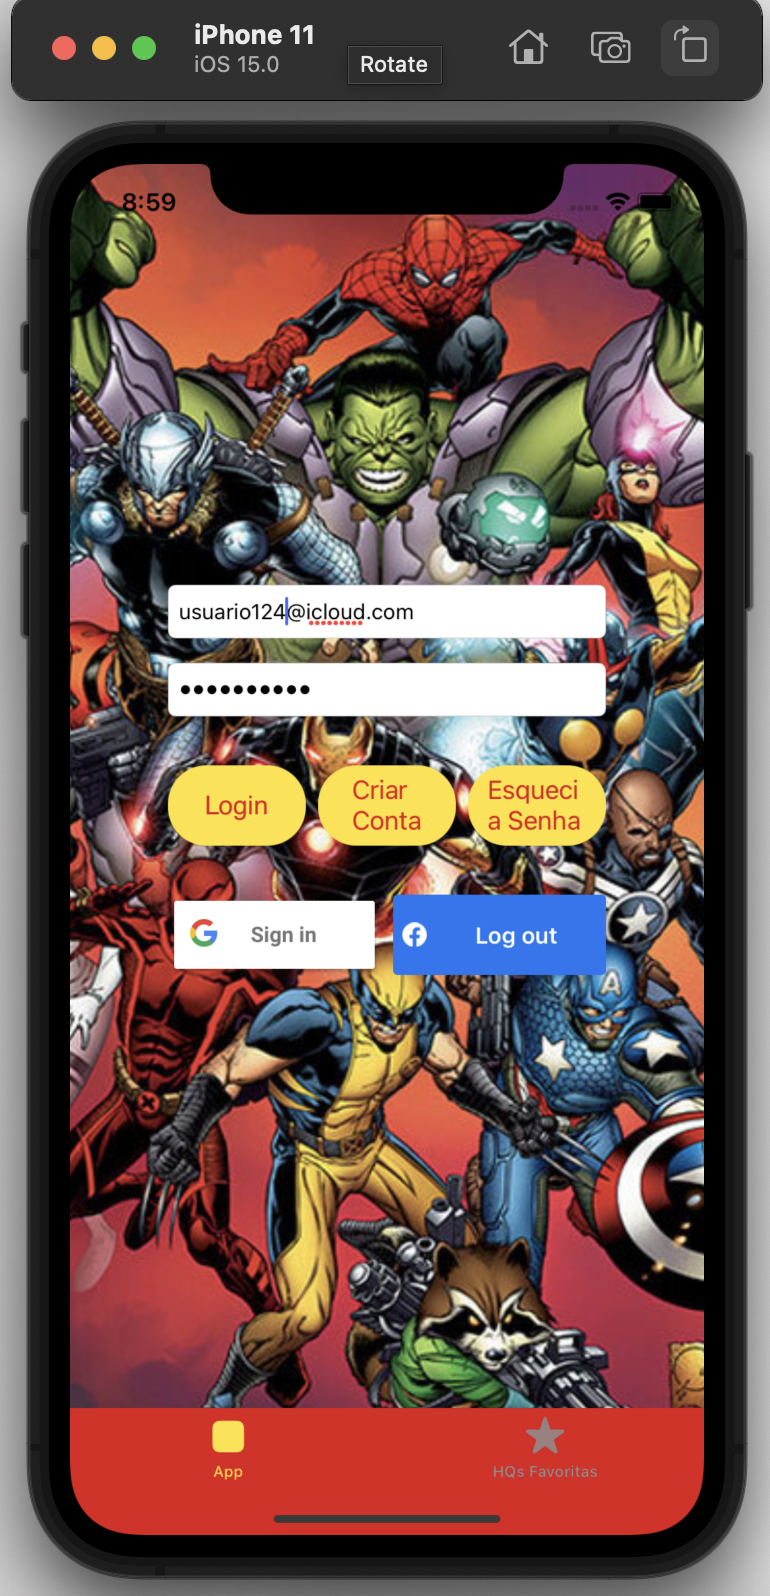 iPhone 11
iOS 15.0
Rotate
8:59
usuario124@icloud.com
Login
Criar
Conta
Esqueci
a Senha
Sign in
Log out
A
App
HQs Favoritas